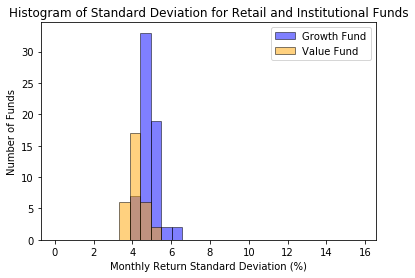 Histogram of Standard Deviation for Retail and Institutional Funds
Growth Fund
Value Fund
Number of Funds
30
25
20
15
10
5
0
0 2 4 6 8 10 12 14 16
Monthly Return Standard Deviation (%)